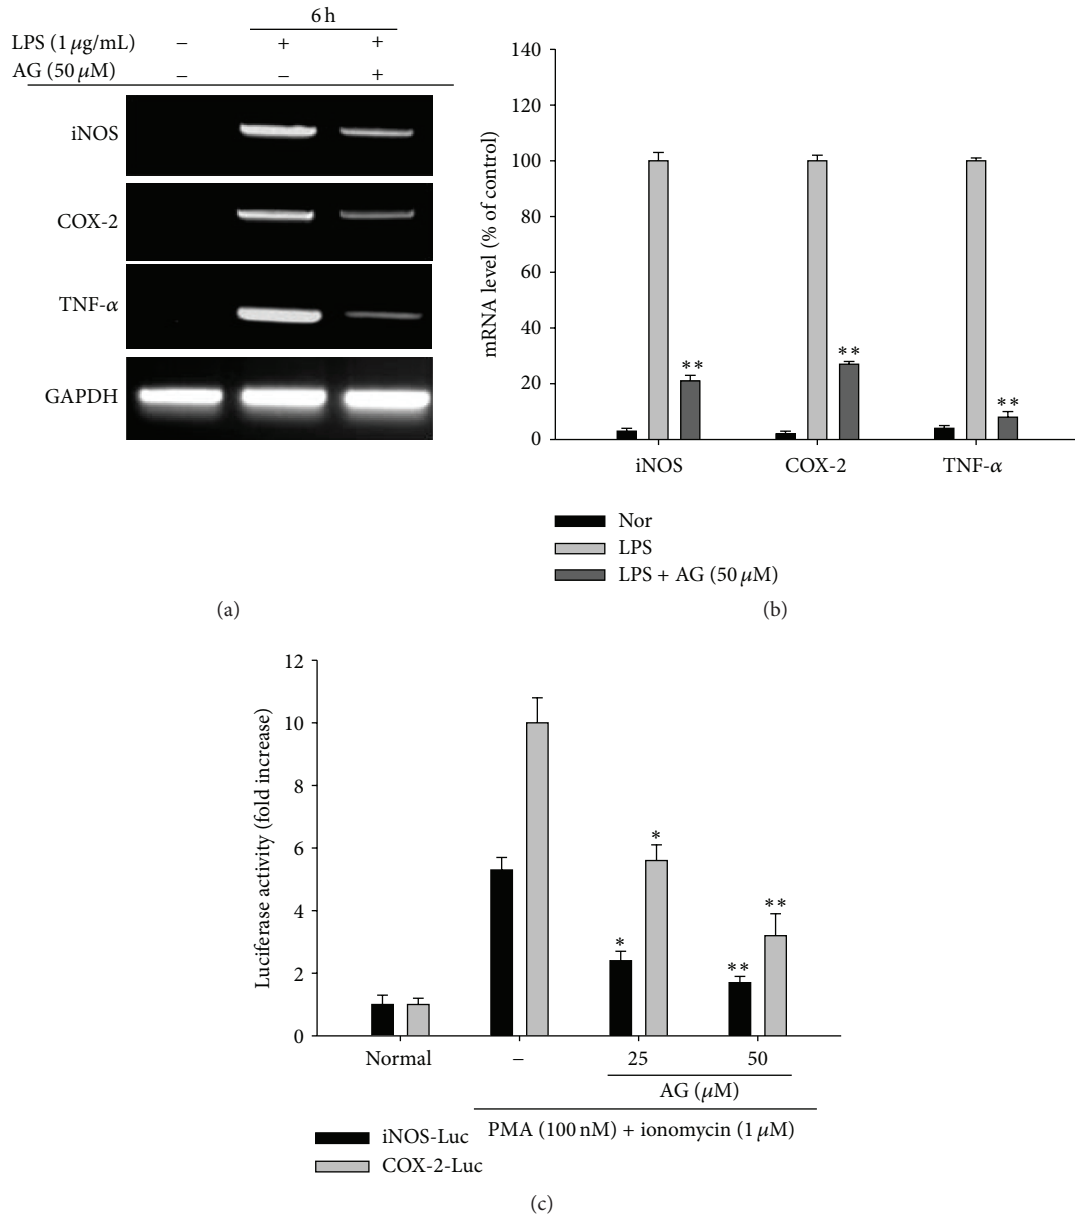 6 h
LPS (1 μg/mL) – + +
AG (50 μM) – – +
iNOS
COX-2
TNF-α
GAPDH
(a)
140
120
100
80
60
40
20
0
mRNA level (% of control)
**
**
**
iNOS COX-2 TNF-α
Nor
LPS
LPS + AG (50 μM)
(b)
12
10
8
6
4
2
0
Luciferase activity (fold increase)
*
*
**
**
Normal – 25 50
AG (μM)
PMA (100 nM) + ionomycin (1 μM)
iNOS-Luc
COX-2-Luc
(c)